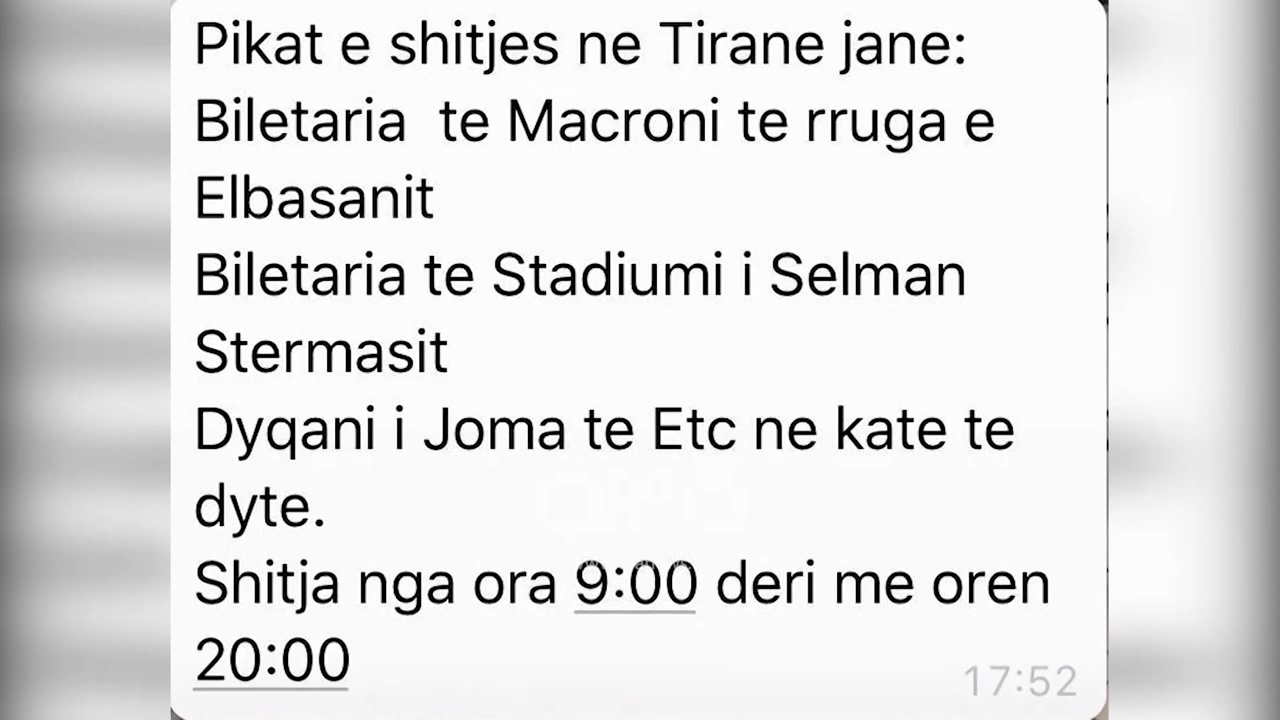 Pikat e shitjes ne Tirane jane:
Biletaria  te Macroni te rruga e
Elbasanit
Biletaria te Stadiumi i Selman
Stermasit
Dyqani i Joma te Etc ne kate te
dyte.
Shitja nga ora 9:00 deri me oren
20:00
17:52